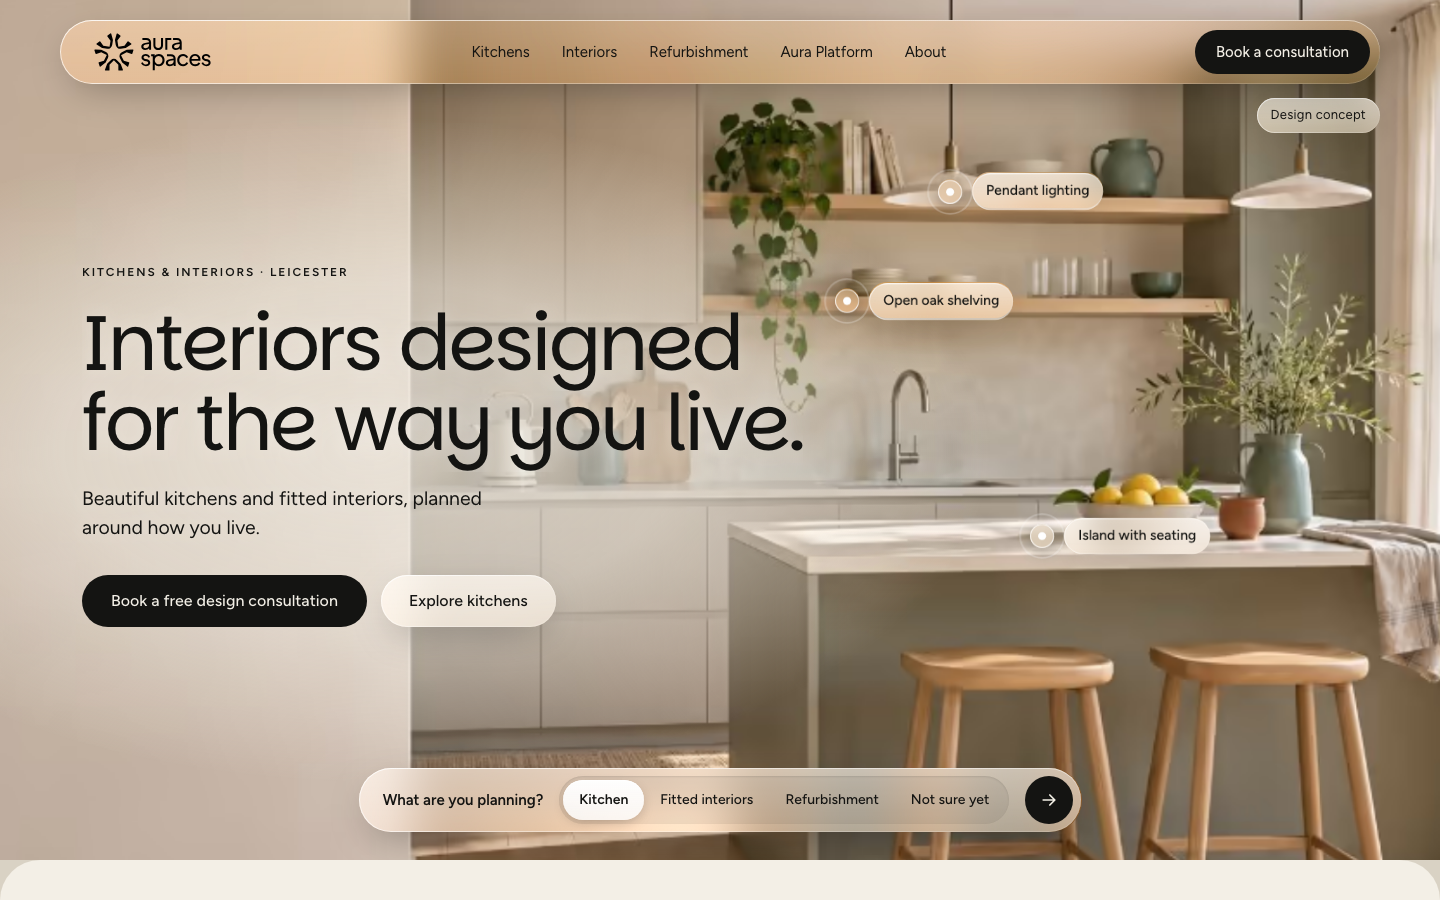 aura
spaces
Kitchens
Interiors
Refurbishment
Aura Platform
About
Book a consultation
Design concept
Pendant lighting
KITCHENS & INTERIORS · LEICESTER
Open oak shelving
Interiors designed
for the way you live.
Beautiful kitchens and fitted interiors, planned
around how you live.
Island with seating
Book a free design consultation
Explore kitchens
What are you planning?
Kitchen
Fitted interiors
Refurbishment
Not sure yet